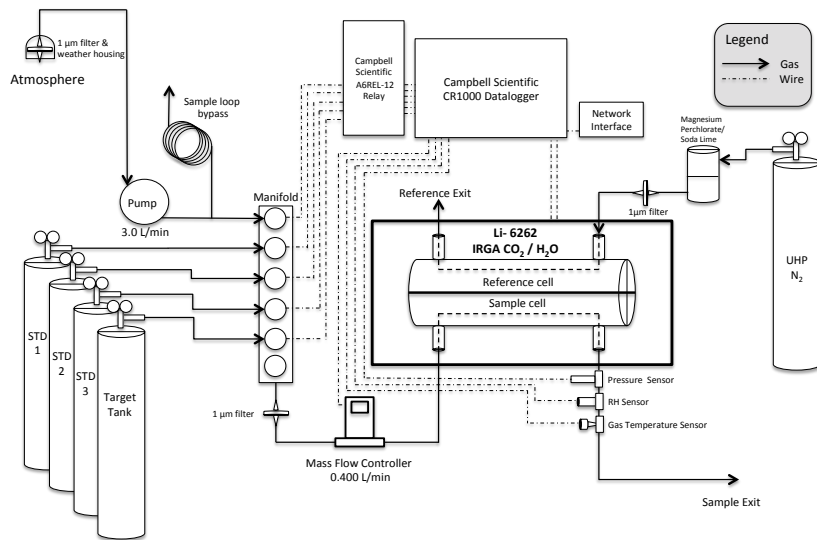 1 μm filter &
weather housing
Atmosphere
Sample loop
bypass
Pump
3.0 L/min
Manifold
Campbell
Scientific
A6REL-12
Relay
Campbell Scientific
CR1000 Datalogger
Network
Interface
Legend
Gas
Wire
Magnesium
Perchlorate/
Soda Lime
1μm filter
UHP
N2
Reference Exit
Li- 6262
IRGA CO2 / H2O
Reference cell
Sample cell
STD
1
STD
2
STD
3
Target
Tank
1 μm filter
Mass Flow Controller
0.400 L/min
Pressure Sensor
RH Sensor
Gas Temperature Sensor
Sample Exit